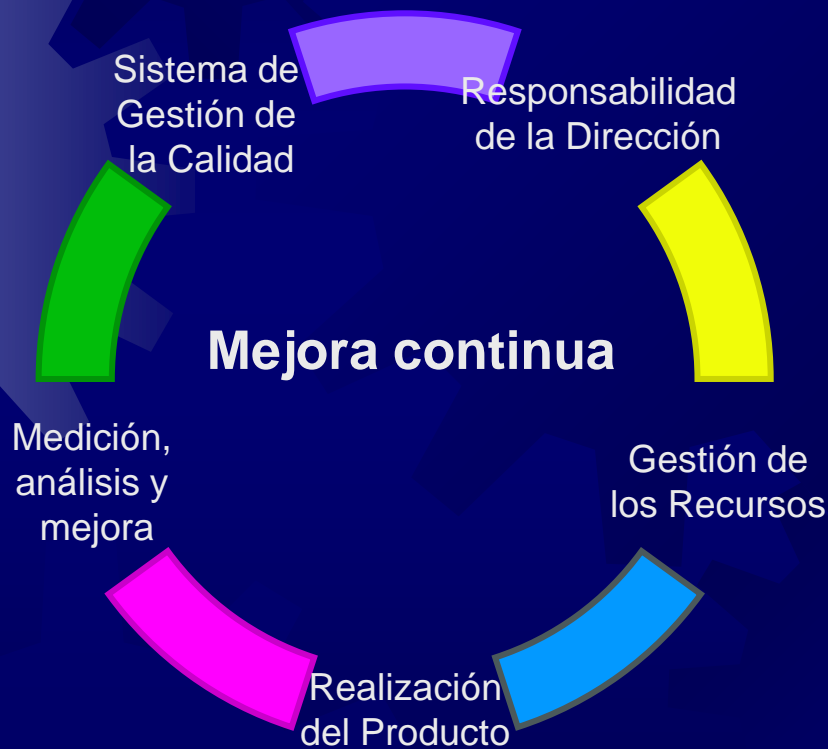 Sistema de
Gestión de
la Calidad
Responsabilidad
de la Dirección
Mejora continua
Medición,
análisis y
mejora
Gestión de
los Recursos
Realización
del Producto